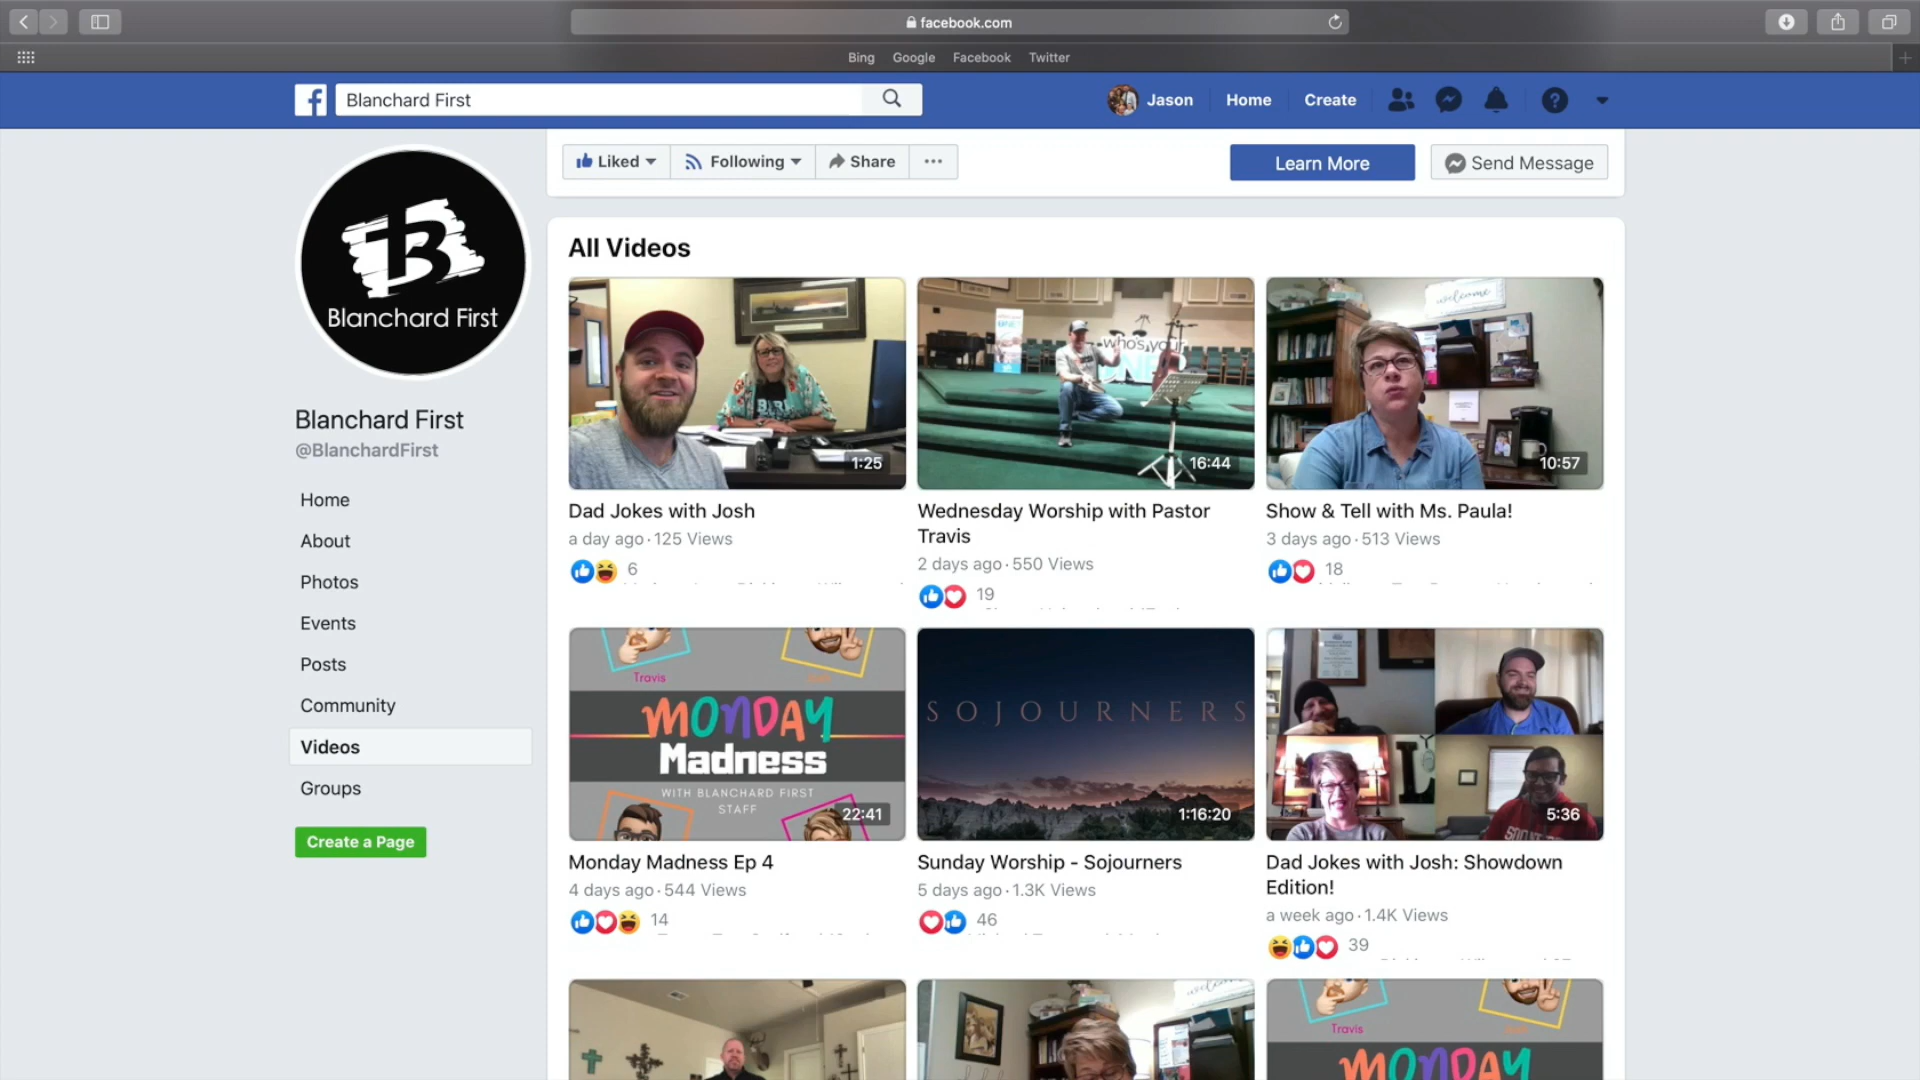 facebook.com
Bing Google Facebook Twitter
Blanchard First
Jason Home Create
Liked Following Share Learn More Send Message
Blanchard First
Blanchard First
@BlanchardFirst
Home
About
Photos
Events
Posts
Community
Videos
Groups
Create a Page
All Videos
welcome
who's your
1:25
16:44
10:57
Dad Jokes with Josh
a day ago · 125 Views
6
Wednesday Worship with Pastor
Travis
2 days ago · 550 Views
19
Show & Tell with Ms. Paula!
3 days ago · 513 Views
18
Travis
MONDAY
Madness
WITH BLANCHARD FIRST
STAFF
22:41
SOJOURNERS
1:16:20
5:36
Monday Madness Ep 4
4 days ago · 544 Views
14
Sunday Worship - Sojourners
5 days ago · 1.3K Views
46
Dad Jokes with Josh: Showdown
Edition!
a week ago · 1.4K Views
39
Travis
MONDAY